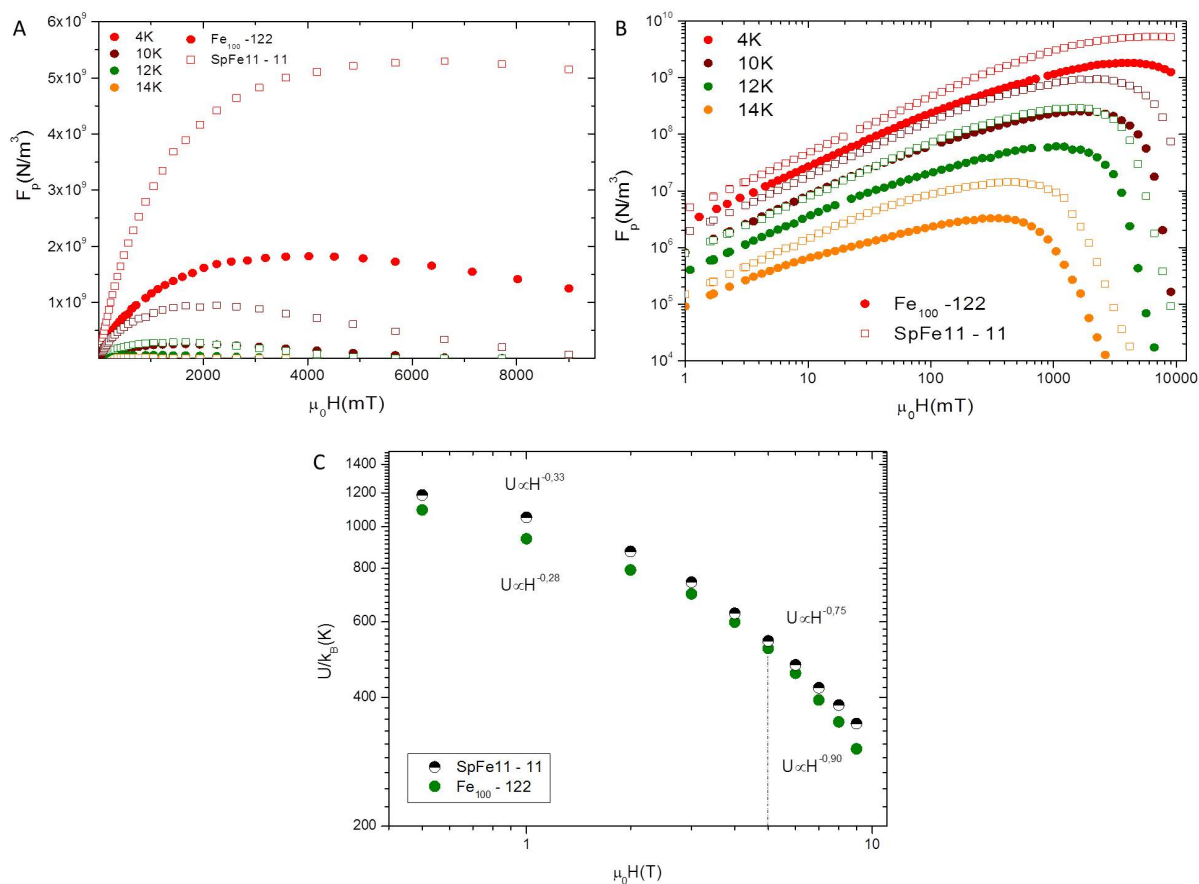 A
F_p(N/m³)
6x10⁹
5x10⁹
4x10⁹
3x10⁹
2x10⁹
1x10⁹
4K
10K
12K
14K
Fe₁₀₀ -122
SpFe11 - 11
2000 4000 6000 8000
μ₀H(mT)
B
F_p(N/m³)
10¹⁰
10⁹
10⁸
10⁷
10⁶
10⁵
10⁴
4K
10K
12K
14K
Fe₁₀₀ -122
SpFe11 - 11
1 10 100 1000 10000
μ₀H(mT)
C
U/k_B(K)
1400
1200
1000
800
600
400
200
U∝H⁻⁰,³³
U∝H⁻⁰,²⁸
U∝H⁻⁰,⁷⁵
U∝H⁻⁰,⁹⁰
SpFe11 - 11
Fe₁₀₀ - 122
1 10
μ₀H(T)